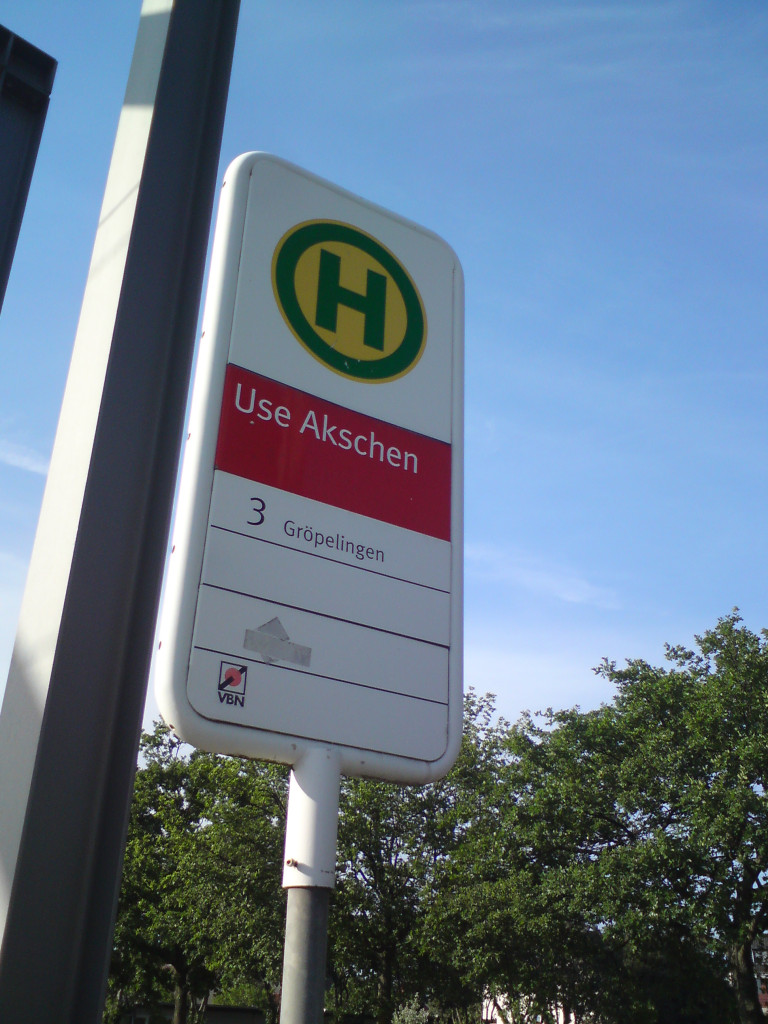 H
Use Akschen
3 Gröpelingen
VBN